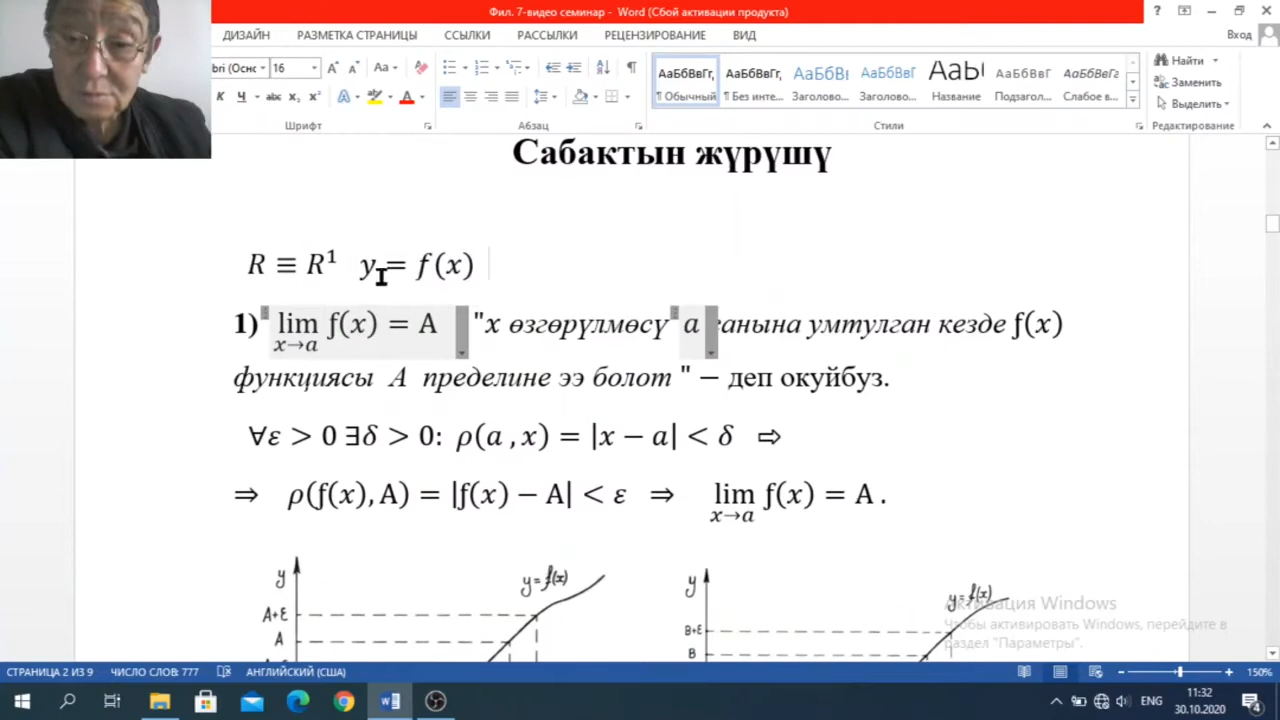 Фил. 7-видео семинар - Word (Сбой активации продукта)
ДИЗАЙН РАЗМЕТКА СТРАНИЦЫ ССЫЛКИ РАССЫЛКИ РЕЦЕНЗИРОВАНИЕ ВИД Вход
bri (Оснс 16 Aa
АаБбВвГг, АаБбВвГг, АаБбВі АаБбВвГ АаЫ АаБбВвГ АаБбВвГг
¶ Обычный ¶ Без инте... Заголово... Заголово... Название Подзагол... Слабое в...
Найти
Заменить
Выделить
Шрифт Абзац Стили Редактирование
Сабактын жүрүшү
R ≡ R¹ y = f(x)
1) lim f(x) = A "x өзгөрүлмөсү a санына умтулган кезде f(x)
x→a
функциясы A пределине ээ болот " − деп окуйбуз.
∀ε > 0 ∃δ > 0: ρ(a , x) = |x − a| < δ ⇨
⇒ ρ(f(x), A) = |f(x) − A| < ε ⇒ lim f(x) = A .
x→a
y y=f(x)
A+Ɛ
A
y y=f(x)
B+Ɛ
B
Активация Windows
Чтобы активировать Windows, перейдите в
раздел "Параметры".
СТРАНИЦА 2 ИЗ 9 ЧИСЛО СЛОВ: 777 АНГЛИЙСКИЙ (США) 150%
ENG 11:32
30.10.2020